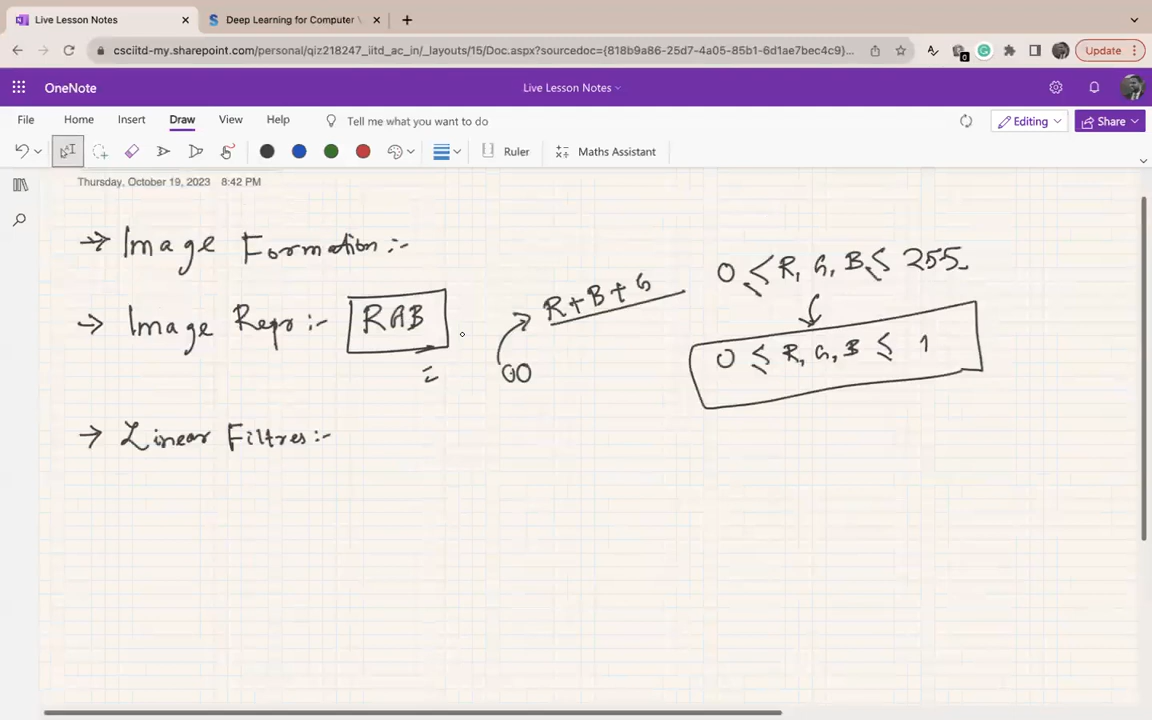 Live Lesson Notes
Deep Learning for Computer
csciitd-my.sharepoint.com/personal/qiz218247_iitd_ac_in/_layouts/15/Doc.aspx?sourcedoc={818b9a86-25d7-4a05-85b1-6d1ae7bec4c9}...
Update
OneNote
Live Lesson Notes
File Home Insert Draw View Help Tell me what you want to do
Editing Share
Ruler Maths Assistant
Thursday, October 19, 2023 8:42 PM
→ Image Formation :-
0 ≤ R, G, B ≤ 255
R+B+G
→ Image Repr :- RGB
0 ≤ R, G, B ≤ 1
→ Linear Filtres :-